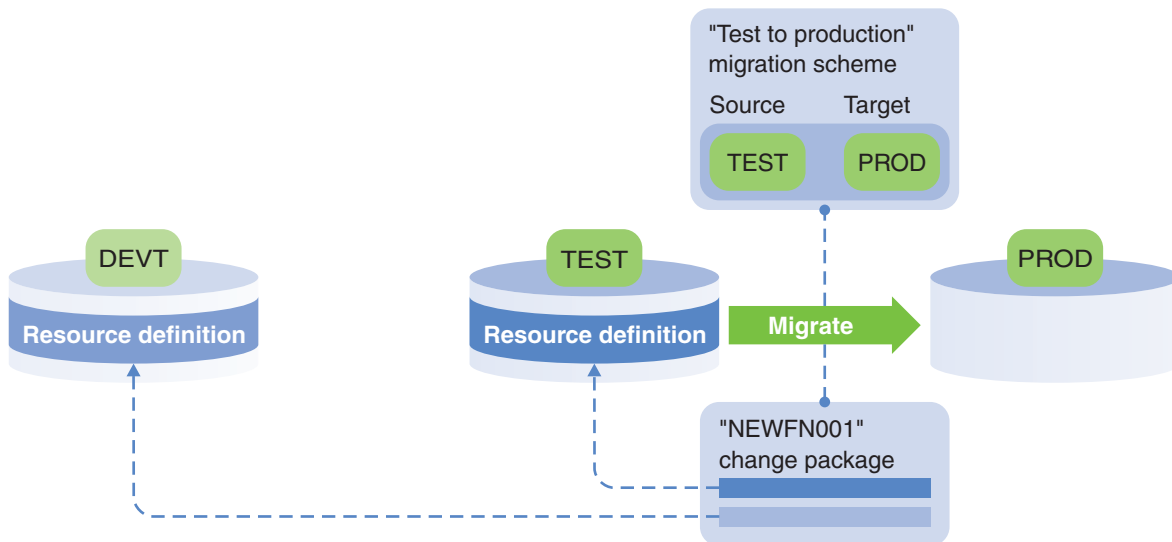 "Test to production"
migration scheme
Source Target
TEST PROD
DEVT TEST PROD
Resource definition Resource definition Migrate
"NEWFN001"
change package